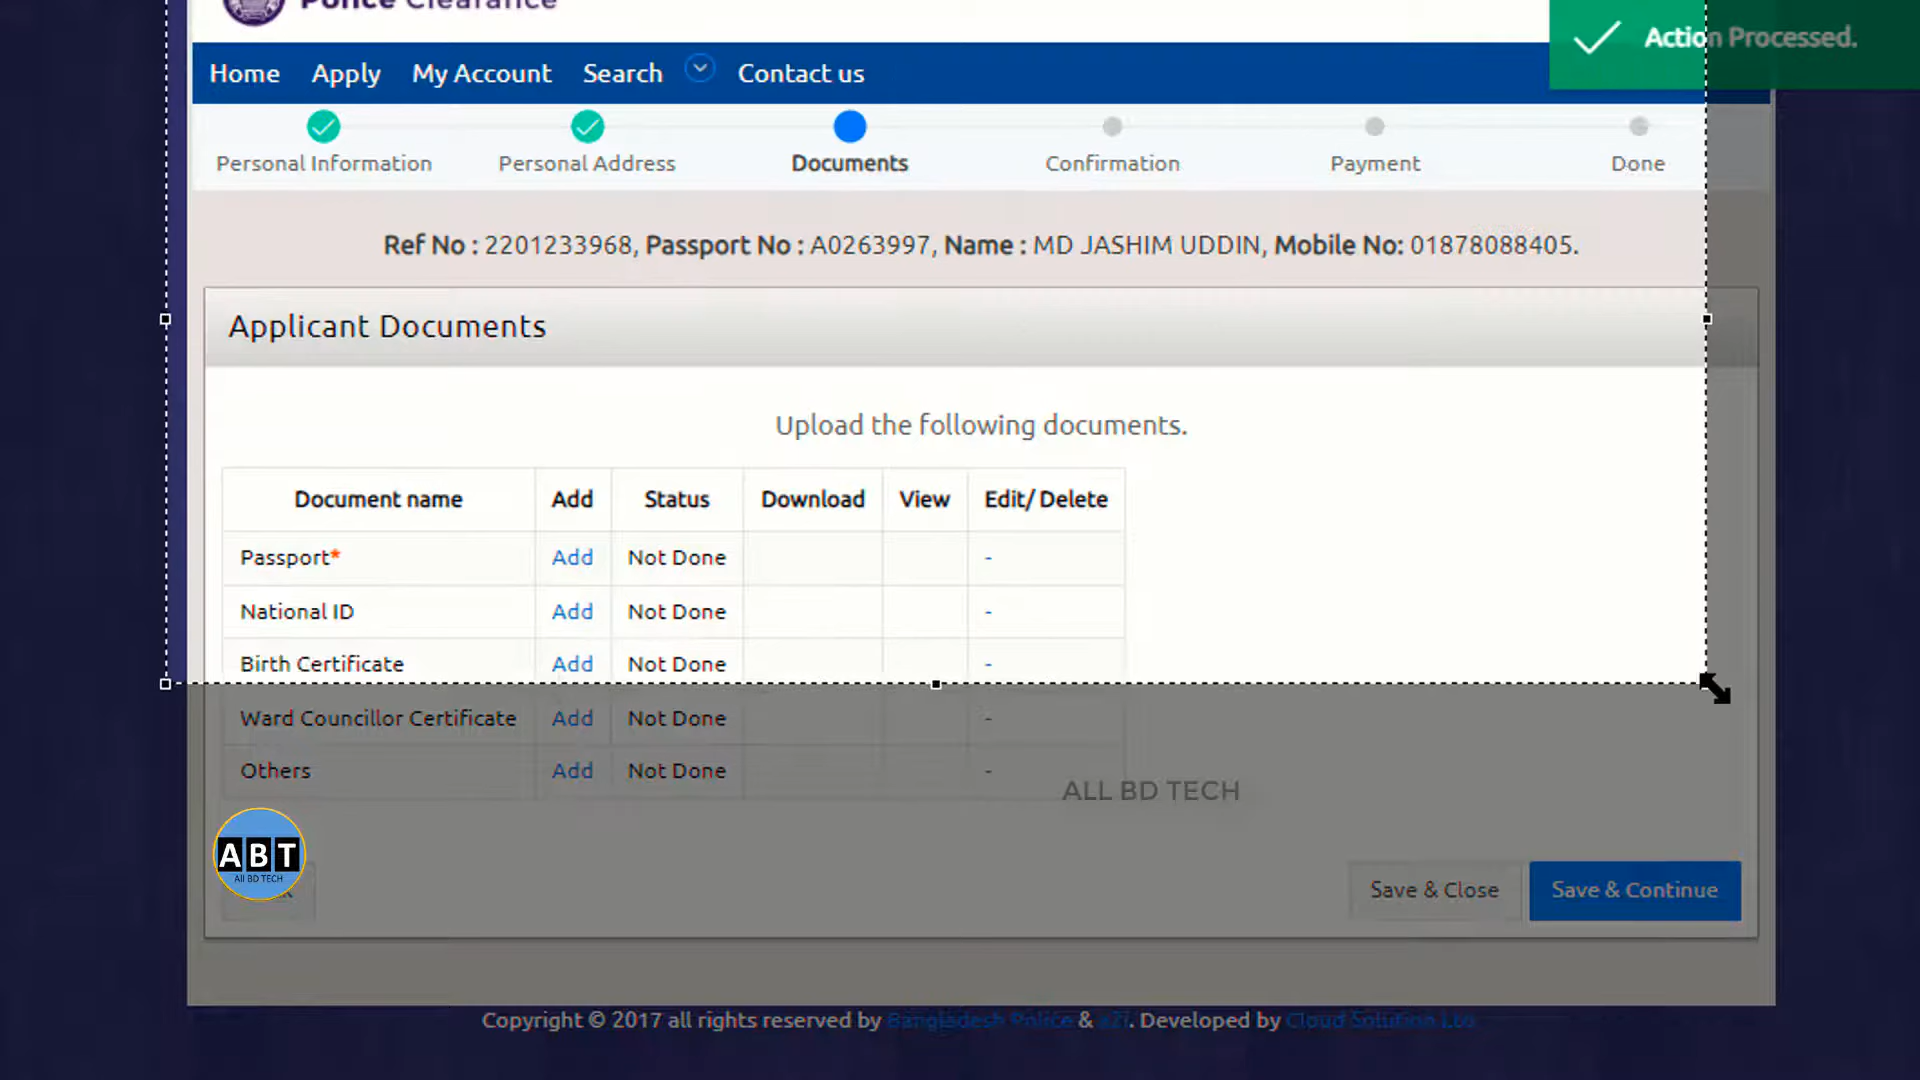 Police Clearance
Action Processed.
Home Apply My Account Search Contact us
Personal Information Personal Address Documents Confirmation Payment Done
Ref No : 2201233968, Passport No : A0263997, Name : MD JASHIM UDDIN, Mobile No: 01878088405.
Applicant Documents
Upload the following documents.
Document name Add Status Download View Edit/ Delete
Passport* Add Not Done -
National ID Add Not Done -
Birth Certificate Add Not Done -
Ward Councillor Certificate Add Not Done -
Others Add Not Done -
ALL BD TECH
ABT
All BD TECH
Save & Close Save & Continue
Copyright © 2017 all rights reserved by Bangladesh Police & a2i. Developed by Cloud Solution Ltd